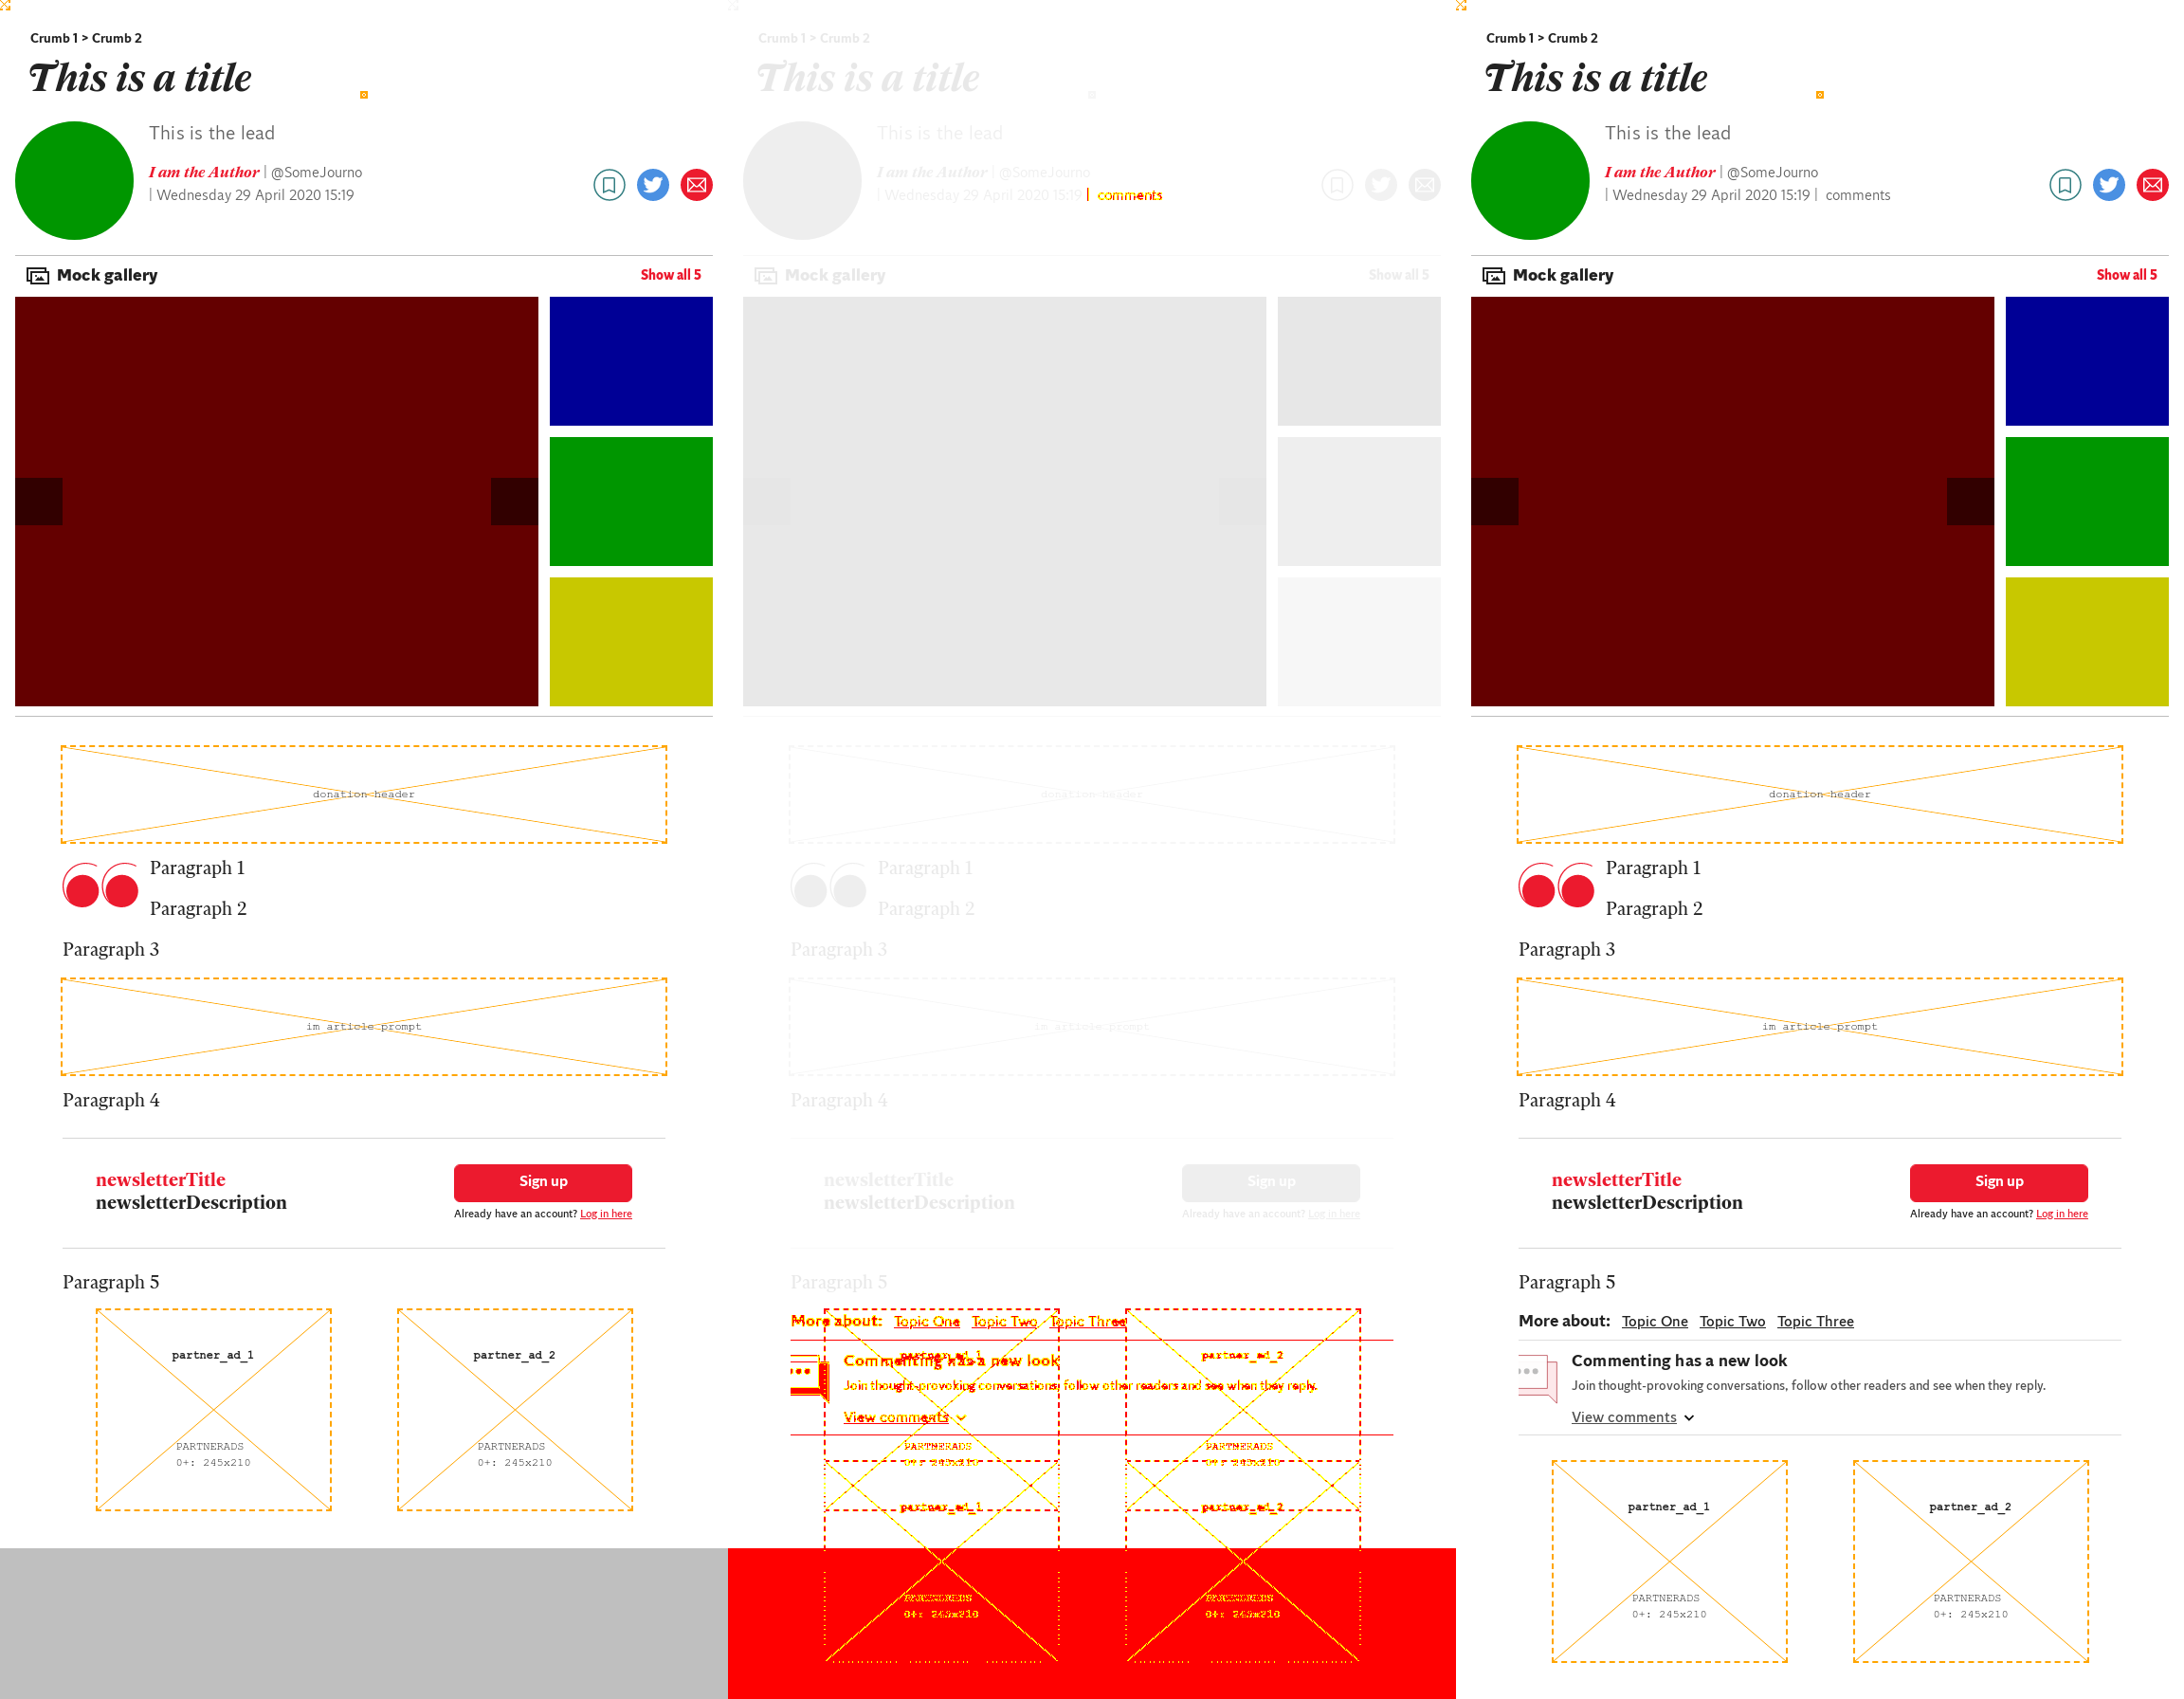 Crumb 1 > Crumb 2
This is a title
This is the lead
I am the Author | @SomeJourno
| Wednesday 29 April 2020 15:19
Mock gallery
Show all 5
donation header
Paragraph 1
Paragraph 2
Paragraph 3
im article prompt
Paragraph 4
newsletterTitle
newsletterDescription
Sign up
Already have an account? Log in here
Paragraph 5
partner_ad_1
PARTNERADS
0+: 245x210
partner_ad_2
PARTNERADS
0+: 245x210
Crumb 1 > Crumb 2
This is a title
This is the lead
I am the Author | @SomeJourno
| Wednesday 29 April 2020 15:19 | comments
Mock gallery
Show all 5
donation header
Paragraph 1
Paragraph 2
Paragraph 3
im article prompt
Paragraph 4
newsletterTitle
newsletterDescription
Sign up
Already have an account? Log in here
Paragraph 5
More about: Topic One Topic Two Topic Three
partner_ad_1
partner_ad_2
Commenting has a new look
Join thought-provoking conversations, follow other readers and see when they reply.
View comments
PARTNERADS
0+: 245x210
PARTNERADS
0+: 245x210
partner_ad_1
partner_ad_2
PARTNERADS
0+: 245x210
PARTNERADS
0+: 245x210
Crumb 1 > Crumb 2
This is a title
This is the lead
I am the Author | @SomeJourno
| Wednesday 29 April 2020 15:19 | comments
Mock gallery
Show all 5
donation header
Paragraph 1
Paragraph 2
Paragraph 3
im article prompt
Paragraph 4
newsletterTitle
newsletterDescription
Sign up
Already have an account? Log in here
Paragraph 5
More about: Topic One Topic Two Topic Three
Commenting has a new look
Join thought-provoking conversations, follow other readers and see when they reply.
View comments
partner_ad_1
PARTNERADS
0+: 245x210
partner_ad_2
PARTNERADS
0+: 245x210